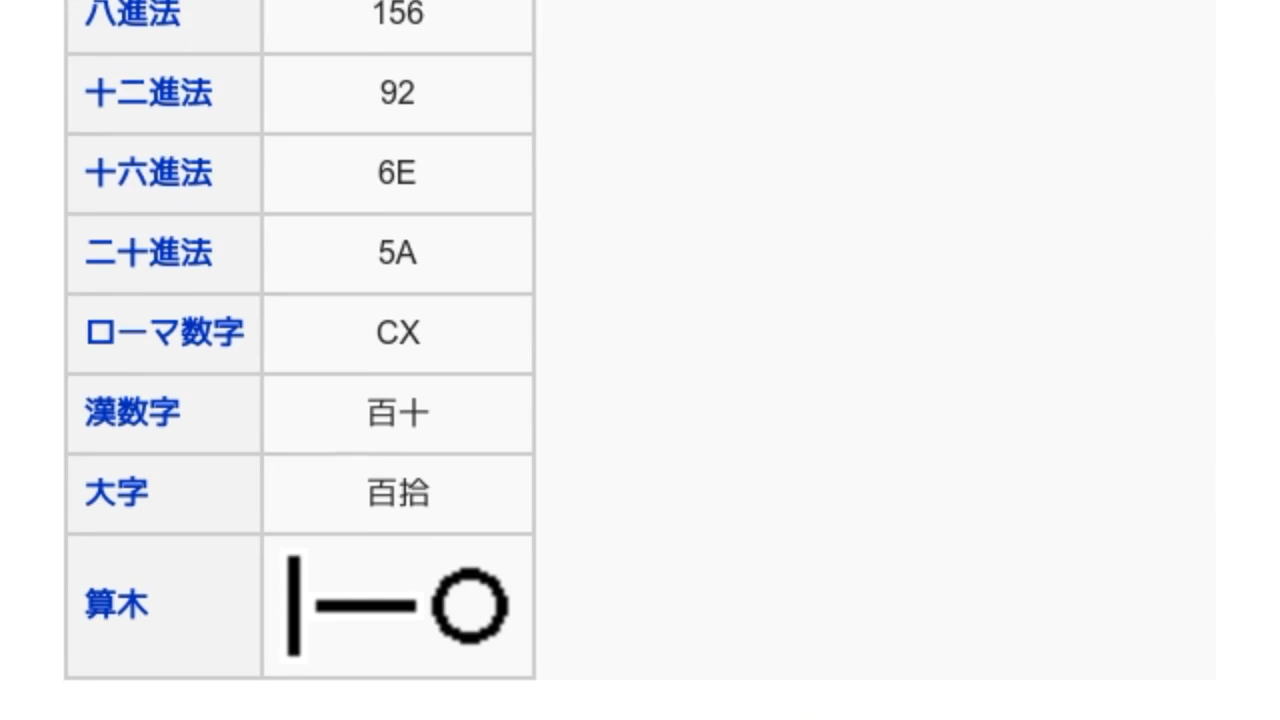 八進法 156
十二進法 92
十六進法 6E
二十進法 5A
ローマ数字 CX
漢数字 百十
大字 百拾
算木